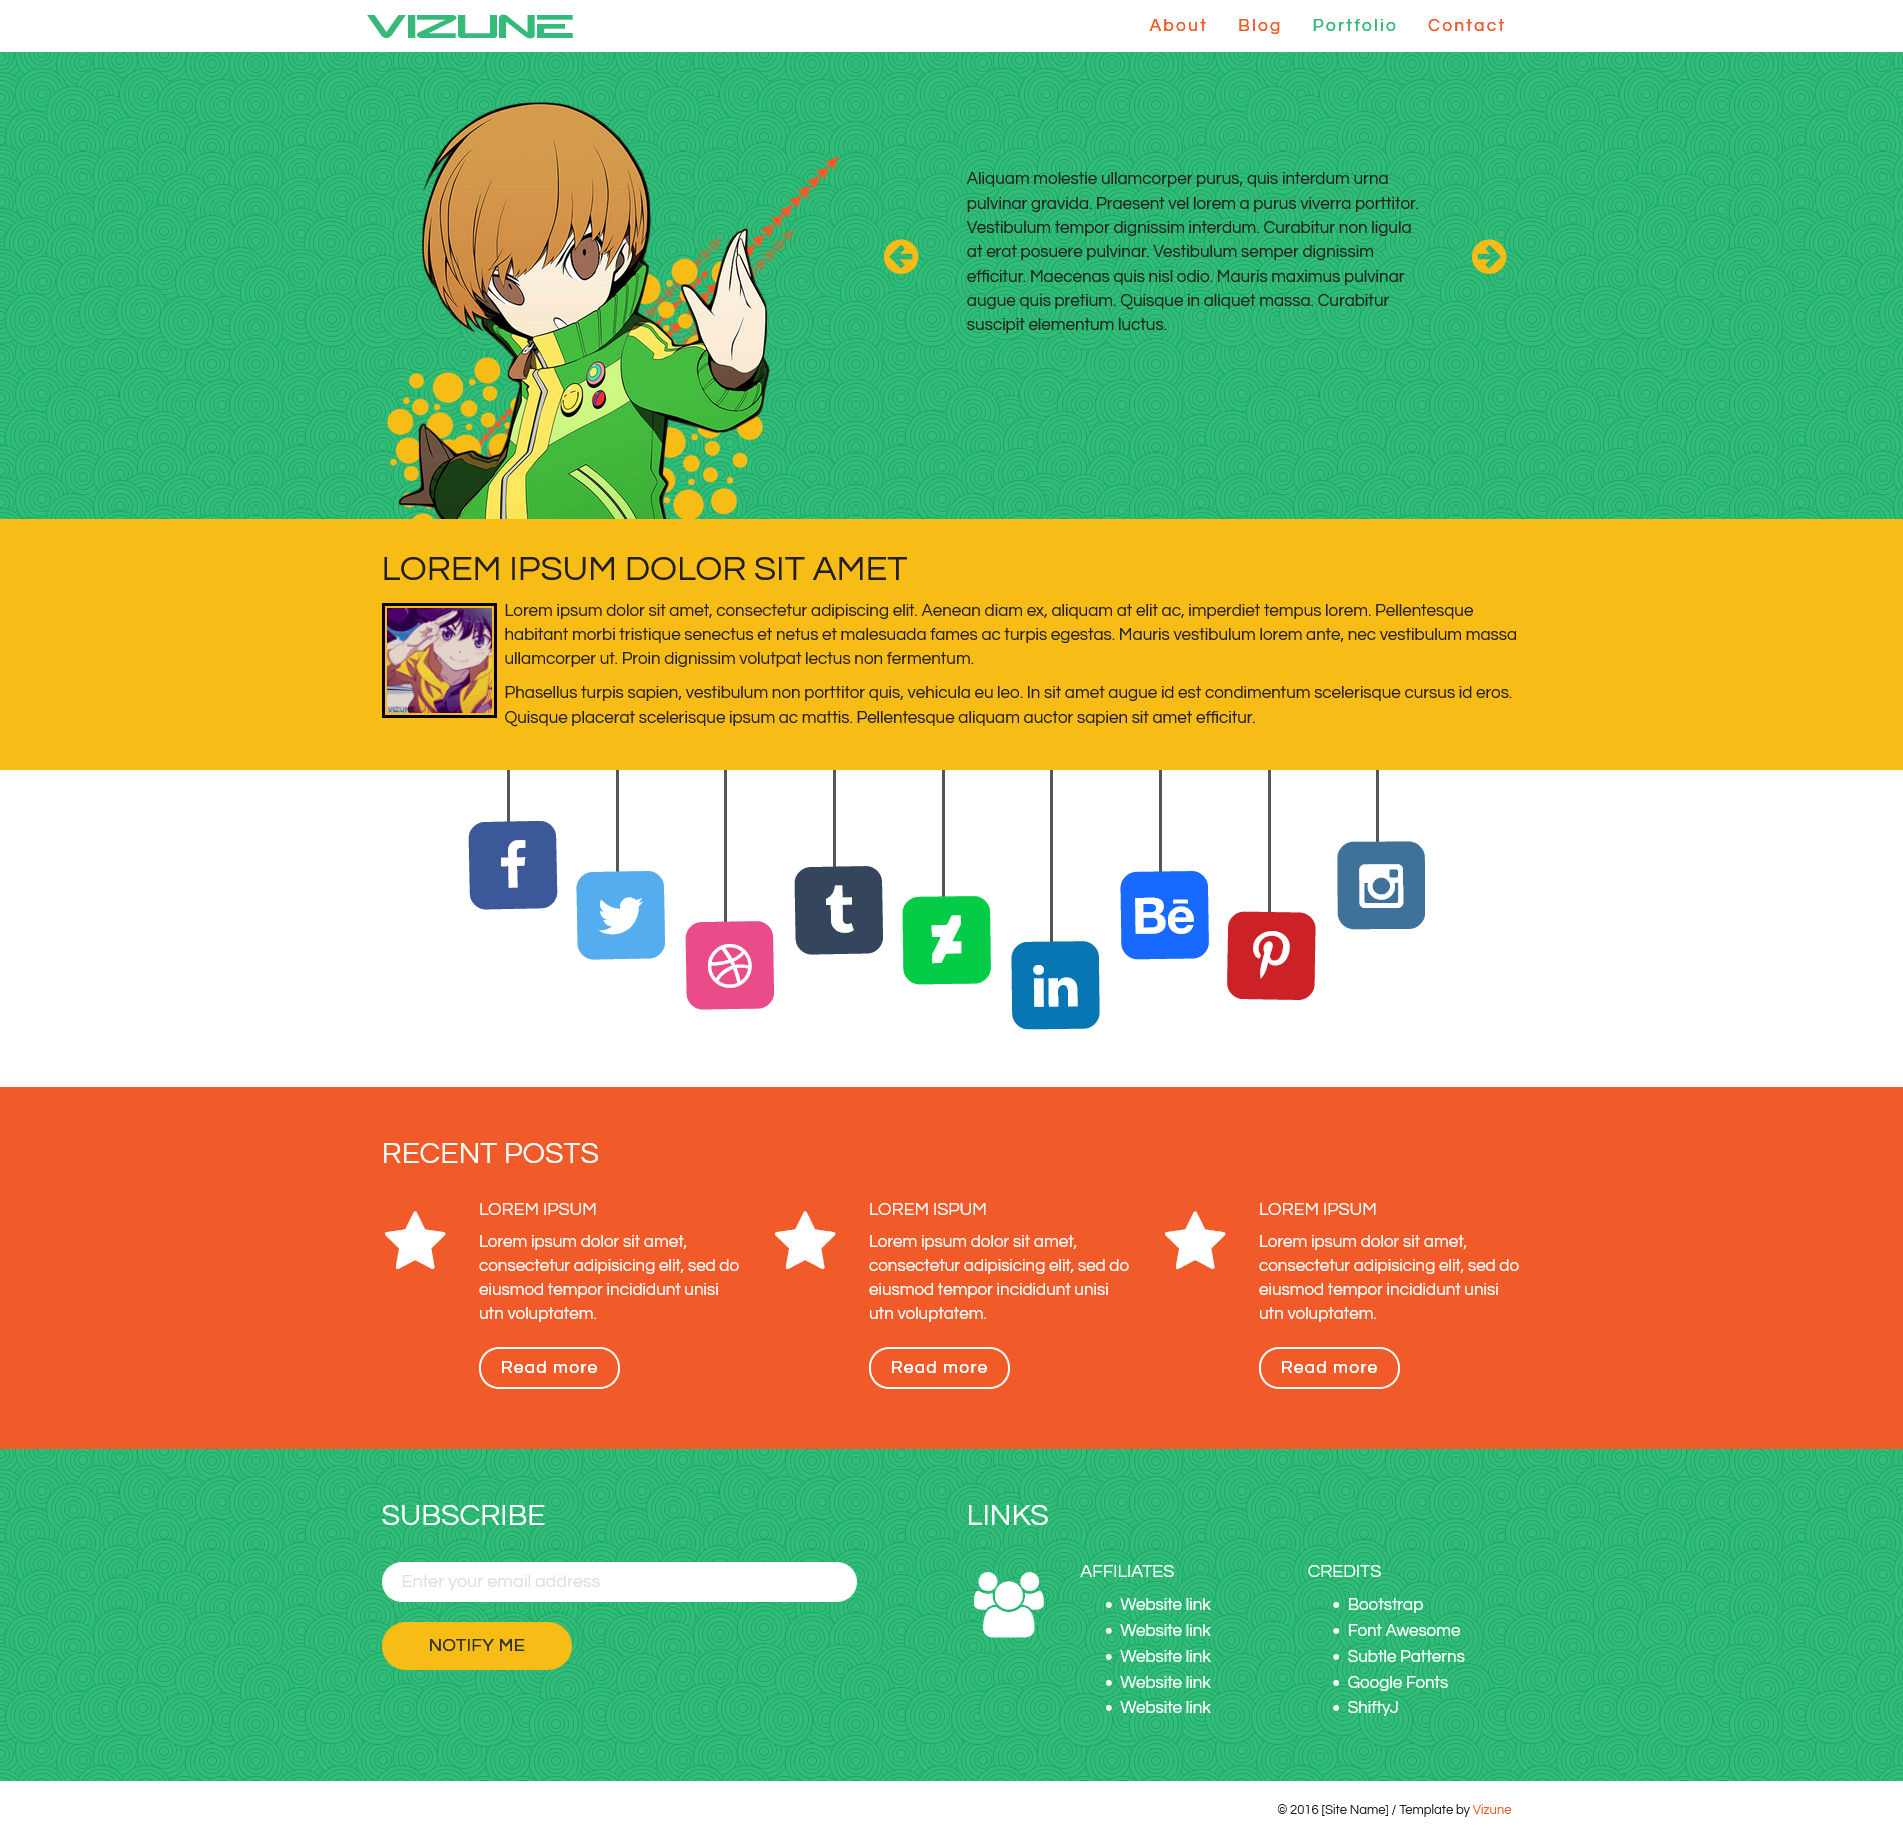 VIZUNE
About Blog Portfolio Contact
Aliquam molestie ullamcorper purus, quis interdum urna
pulvinar gravida. Praesent vel lorem a purus viverra porttitor.
Vestibulum tempor dignissim interdum. Curabitur non ligula
at erat posuere pulvinar. Vestibulum semper dignissim
efficitur. Maecenas quis nisl odio. Mauris maximus pulvinar
augue quis pretium. Quisque in aliquet massa. Curabitur
suscipit elementum luctus.
LOREM IPSUM DOLOR SIT AMET
VIZUNE
Lorem ipsum dolor sit amet, consectetur adipiscing elit. Aenean diam ex, aliquam at elit ac, imperdiet tempus lorem. Pellentesque
habitant morbi tristique senectus et netus et malesuada fames ac turpis egestas. Mauris vestibulum lorem ante, nec vestibulum massa
ullamcorper ut. Proin dignissim volutpat lectus non fermentum.
Phasellus turpis sapien, vestibulum non porttitor quis, vehicula eu leo. In sit amet augue id est condimentum scelerisque cursus id eros.
Quisque placerat scelerisque ipsum ac mattis. Pellentesque aliquam auctor sapien sit amet efficitur.
f
t
in
Bē
RECENT POSTS
LOREM IPSUM
Lorem ipsum dolor sit amet,
consectetur adipisicing elit, sed do
eiusmod tempor incididunt unisi
utn voluptatem.
Read more
LOREM ISPUM
Lorem ipsum dolor sit amet,
consectetur adipisicing elit, sed do
eiusmod tempor incididunt unisi
utn voluptatem.
Read more
LOREM IPSUM
Lorem ipsum dolor sit amet,
consectetur adipisicing elit, sed do
eiusmod tempor incididunt unisi
utn voluptatem.
Read more
SUBSCRIBE
Enter your email address
NOTIFY ME
LINKS
AFFILIATES
• Website link
• Website link
• Website link
• Website link
• Website link
CREDITS
• Bootstrap
• Font Awesome
• Subtle Patterns
• Google Fonts
• ShiftyJ
© 2016 [Site Name] / Template by Vizune